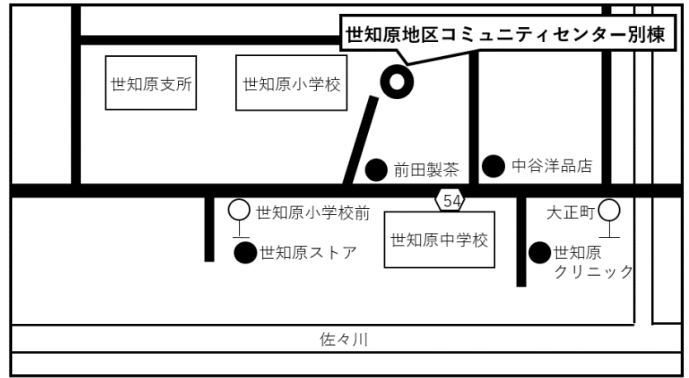 世知原地区コミュニティセンター別棟
世知原支所
世知原小学校
前田製茶
中谷洋品店
54
世知原小学校前
大正町
世知原中学校
世知原ストア
世知原
クリニック
佐々川